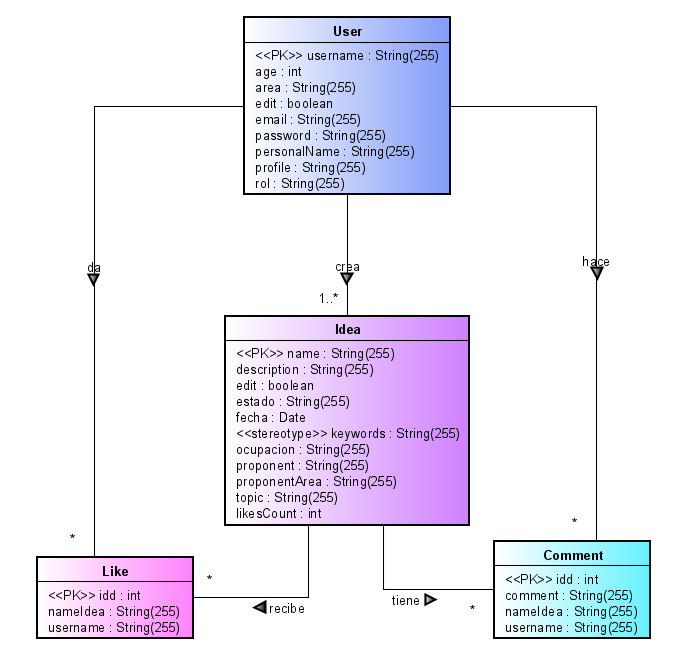 User
<<PK>> username : String(255)
age : int
area : String(255)
edit : boolean
email : String(255)
password : String(255)
personalName : String(255)
profile : String(255)
rol : String(255)
da
crea
hace
1..*
Idea
<<PK>> name : String(255)
description : String(255)
edit : boolean
estado : String(255)
fecha : Date
<<stereotype>> keywords : String(255)
ocupacion : String(255)
proponent : String(255)
proponentArea : String(255)
topic : String(255)
likesCount : int
*
*
Like
<<PK>> idd : int
nameIdea : String(255)
username : String(255)
*
recibe
tiene
*
Comment
<<PK>> idd : int
comment : String(255)
nameIdea : String(255)
username : String(255)